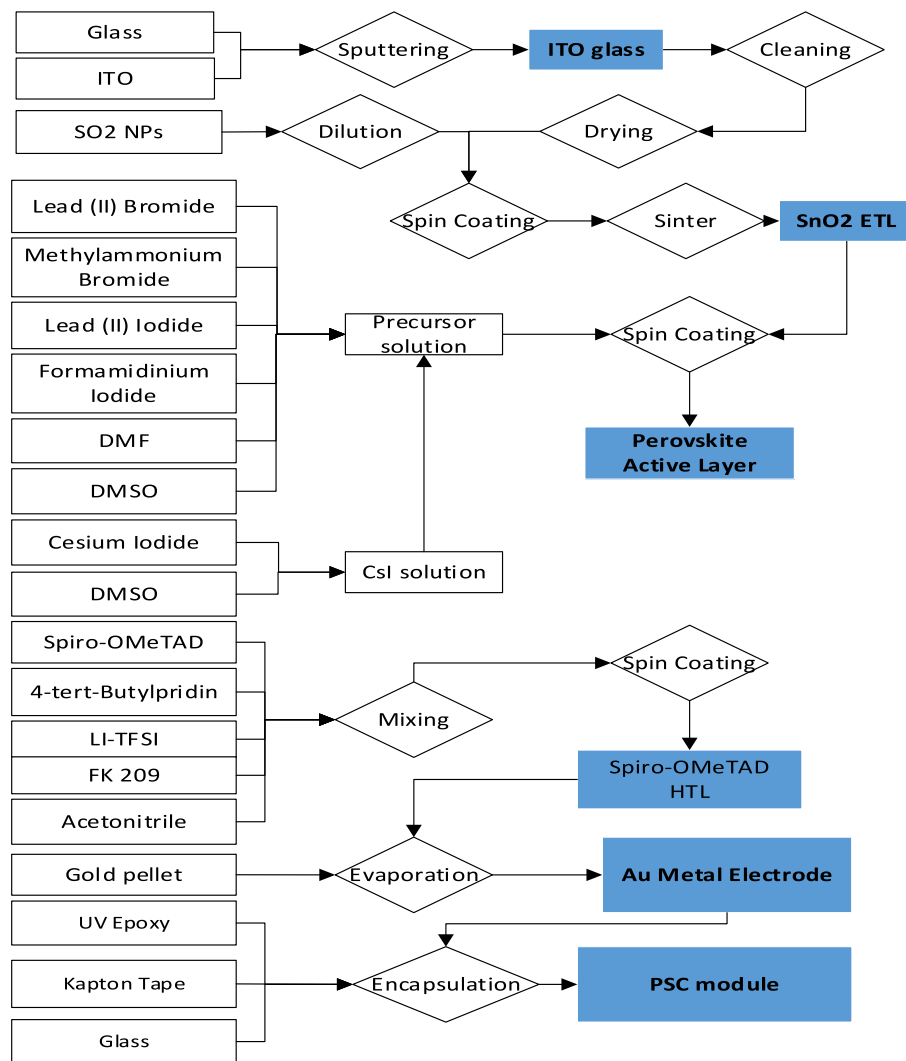 Glass
Sputtering
ITO glass
Cleaning
ITO
SO2 NPs
Dilution
Drying
Lead (II) Bromide
Spin Coating
Sinter
SnO2 ETL
Methylammonium
Bromide
Lead (II) Iodide
Precursor
solution
Spin Coating
Formamidinium
Iodide
DMF
Perovskite
Active Layer
DMSO
Cesium Iodide
CsI solution
DMSO
Spiro-OMeTAD
Spin Coating
4-tert-Butylpridin
Mixing
LI-TFSI
FK 209
Spiro-OMeTAD
HTL
Acetonitrile
Gold pellet
Evaporation
Au Metal Electrode
UV Epoxy
Kapton Tape
Encapsulation
PSC module
Glass